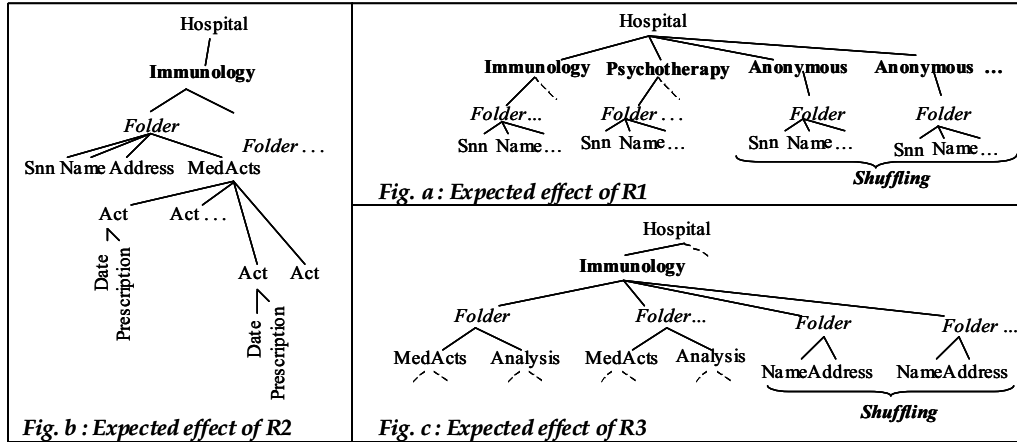 Hospital
Immunology
Folder
Folder . . .
Snn Name Address MedActs
Act Act . . .
Date
Prescription
Act Act
Date
Prescription
Fig. b : Expected effect of R2
Hospital
Immunology Psychotherapy Anonymous Anonymous ...
Folder... Folder . . . Folder Folder
Snn Name... Snn Name... Snn Name... Snn Name...
Shuffling
Fig. a : Expected effect of R1
Hospital
Immunology
Folder Folder... Folder Folder ...
MedActs Analysis MedActs Analysis NameAddress NameAddress
Shuffling
Fig. c : Expected effect of R3